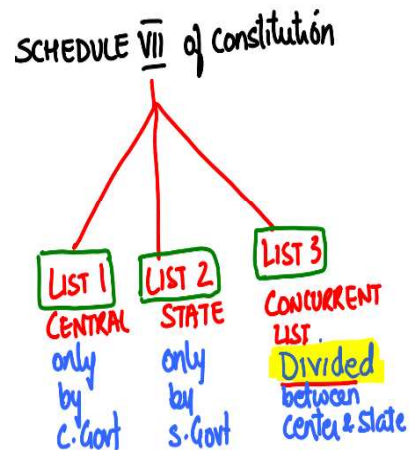 SCHEDULE VII of Constitution
LIST 1
CENTRAL
only
by
C. Govt
LIST 2
STATE
only
by
S. Govt
LIST 3
CONCURRENT
LIST.
Divided
between
Center & State